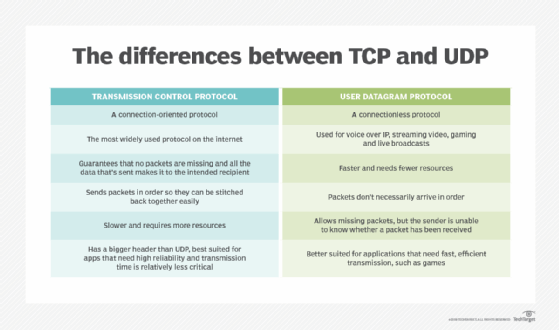 The differences between TCP and UDP
TRANSMISSION CONTROL PROTOCOL
USER DATAGRAM PROTOCOL
A connection-oriented protocol
A connectionless protocol
The most widely used protocol on the internet
Used for voice over IP, streaming video, gaming
and live broadcasts
Guarantees that no packets are missing and all the
data that's sent makes it to the intended recipient
Faster and needs fewer resources
Sends packets in order so they can be stitched
back together easily
Packets don't necessarily arrive in order
Slower and requires more resources
Allows missing packets, but the sender is unable
to know whether a packet has been received
Has a bigger header than UDP, best suited for
apps that need high reliability and transmission
time is relatively less critical
Better suited for applications that need fast, efficient
transmission, such as games
TechTarget